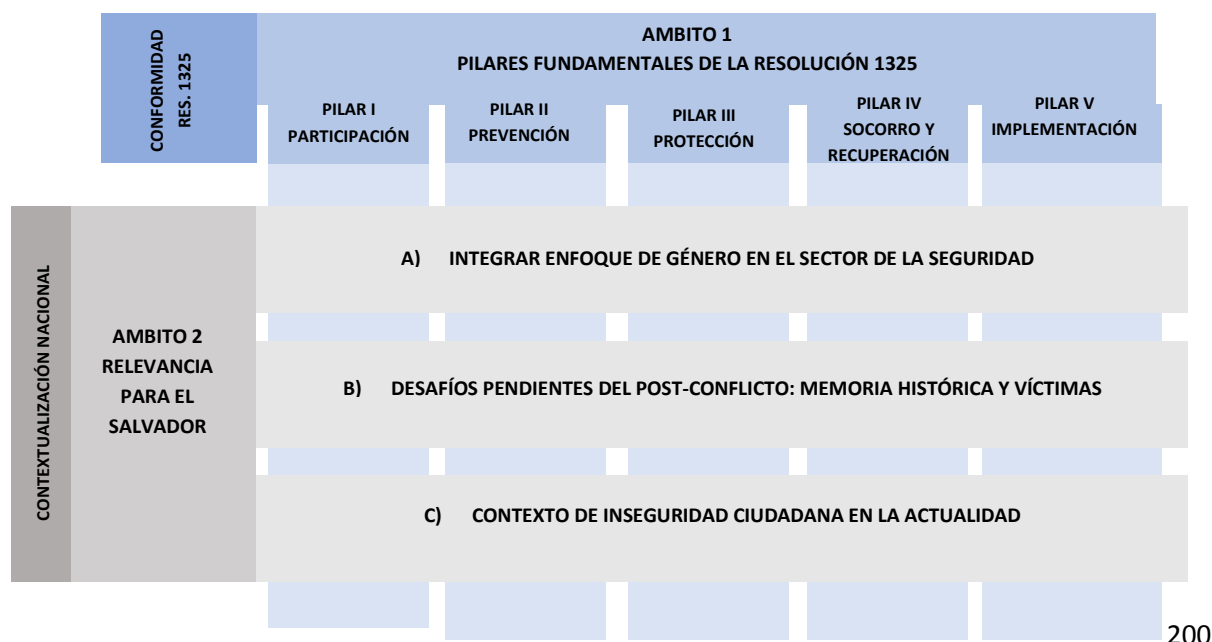 CONFORMIDAD
RES. 1325
AMBITO 1
PILARES FUNDAMENTALES DE LA RESOLUCIÓN 1325
PILAR I
PARTICIPACIÓN
PILAR II
PREVENCIÓN
PILAR III
PROTECCIÓN
PILAR IV
SOCORRO Y
RECUPERACIÓN
PILAR V
IMPLEMENTACIÓN
CONTEXTUALIZACIÓN NACIONAL
AMBITO 2
RELEVANCIA
PARA EL
SALVADOR
A) INTEGRAR ENFOQUE DE GÉNERO EN EL SECTOR DE LA SEGURIDAD
B) DESAFÍOS PENDIENTES DEL POST-CONFLICTO: MEMORIA HISTÓRICA Y VÍCTIMAS
C) CONTEXTO DE INSEGURIDAD CIUDADANA EN LA ACTUALIDAD
200